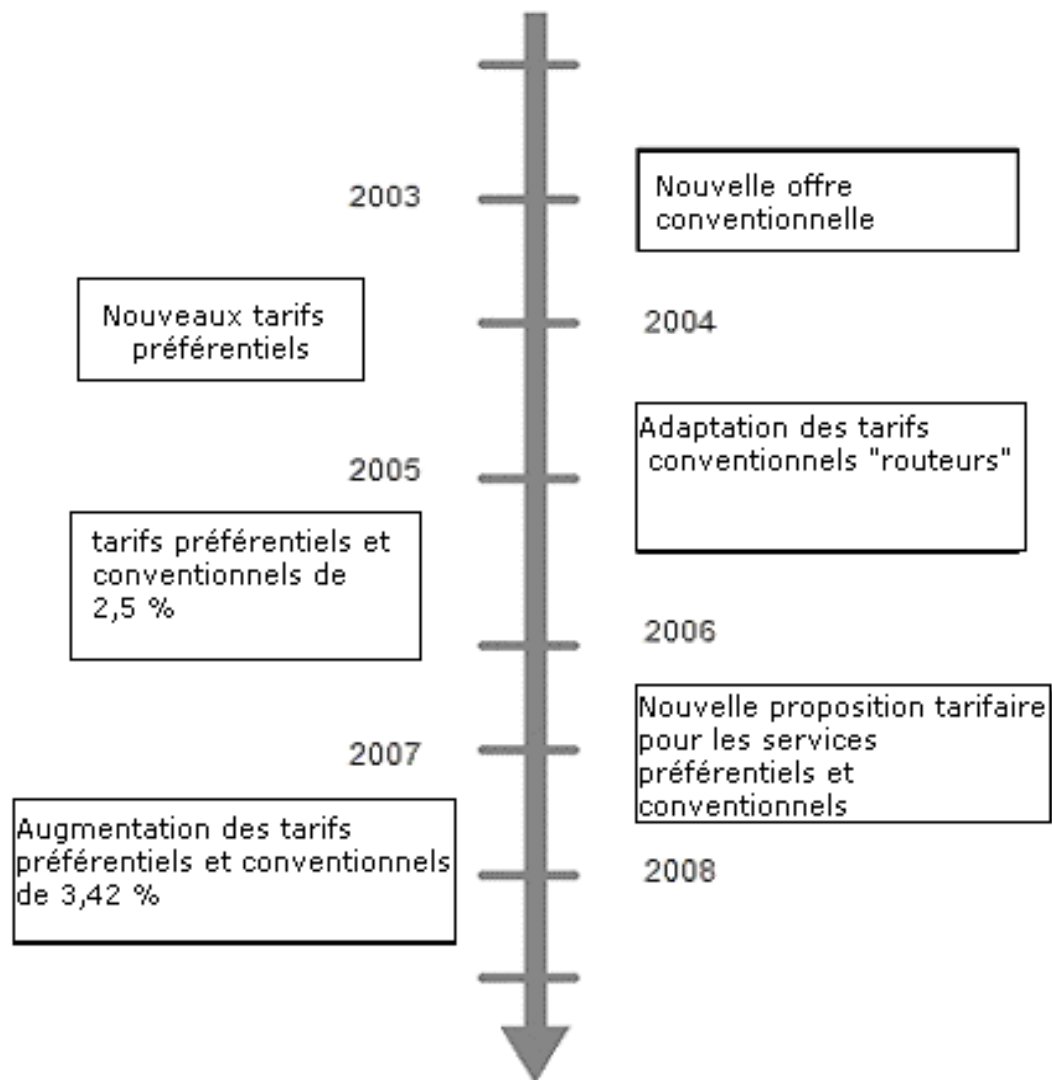 2003
Nouvelle offre
conventionnelle
Nouveaux tarifs
préférentiels
2004
2005
Adaptation des tarifs
conventionnels "routeurs"
tarifs préférentiels et
conventionnels de
2,5 %
2006
2007
Nouvelle proposition tarifaire
pour les services
préférentiels et
conventionnels
Augmentation des tarifs
préférentiels et conventionnels
de 3,42 %
2008